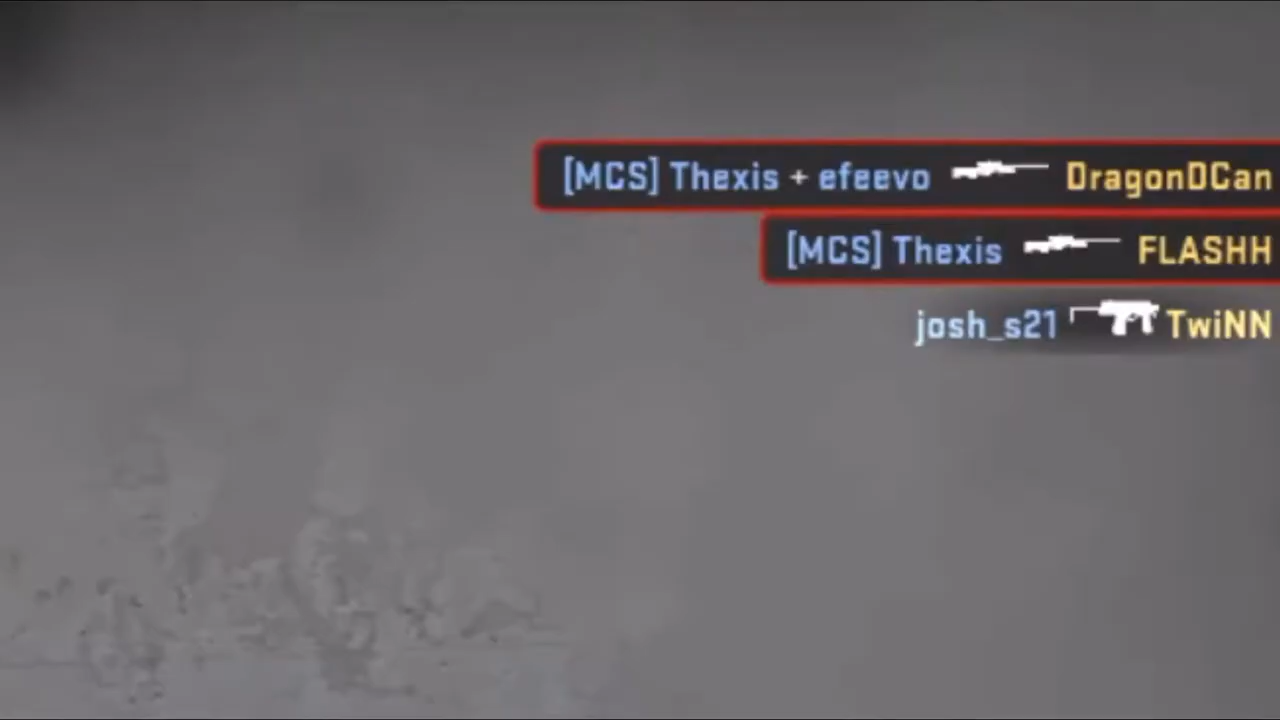 [MCS] Thexis + efeevo DragonDCan
[MCS] Thexis FLASHH
josh_s21 TwiNN